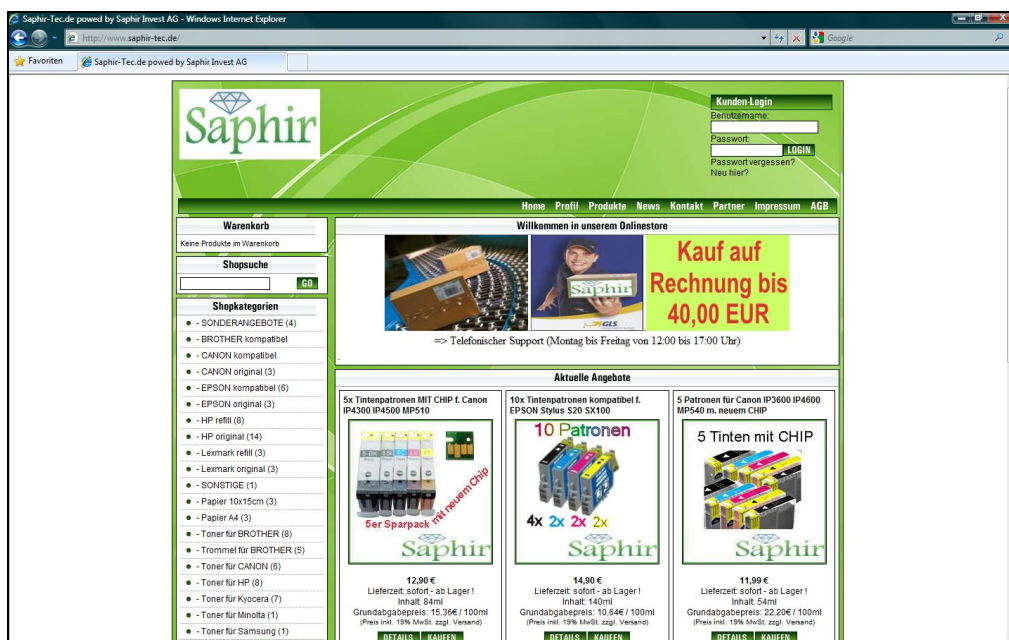 Saphir-Tec.de powed by Saphir Invest AG - Windows Internet Explorer
http://www.saphir-tec.de/
Google
Favoriten
Saphir-Tec.de powed by Saphir Invest AG
Saphir
Kunden-Login
Benutzername:
Passwort:
LOGIN
Passwort vergessen?
Neu hier?
Home Profil Produkte News Kontakt Partner Impressum AGB
Warenkorb
Keine Produkte im Warenkorb
Shopsuche
GO
Shopkategorien
- SONDERANGEBOTE (4)
- BROTHER kompatibel
- CANON kompatibel
- CANON original (3)
- EPSON kompatibel (6)
- EPSON original (3)
- HP refill (8)
- HP original (14)
- Lexmark refill (3)
- Lexmark original (3)
- SONSTIGE (1)
- Papier 10x15cm (3)
- Papier A4 (3)
- Toner für BROTHER (8)
- Trommel für BROTHER (5)
- Toner für CANON (6)
- Toner für HP (8)
- Toner für Kyocera (7)
- Toner für Minolta (1)
- Toner für Samsung (1)
Willkommen in unserem Onlinestore
Saphir
GLS
Kauf auf
Rechnung bis
40,00 EUR
=> Telefonischer Support (Montag bis Freitag von 12:00 bis 17:00 Uhr)
Aktuelle Angebote
5x Tintenpatronen MIT CHIP f. Canon
IP4300 IP4500 MP510
5er Sparpack mit neuem Chip
Saphir
12,90 €
Lieferzeit: sofort - ab Lager !
Inhalt: 84ml
Grundabgabepreis: 15,36€ / 100ml
(Preis inkl. 19% MwSt. zzgl. Versand)
DETAILS KAUFEN
10x Tintenpatronen kompatibel f.
EPSON Stylus S20 SX100
10 Patronen
4x 2x 2x 2x
Saphir
14,90 €
Lieferzeit: sofort - ab Lager !
Inhalt: 140ml
Grundabgabepreis: 10,64€ / 100ml
(Preis inkl. 19% MwSt. zzgl. Versand)
DETAILS KAUFEN
5 Patronen für Canon IP3600 IP4600
MP540 m. neuem CHIP
5 Tinten mit CHIP
Saphir
11,99 €
Lieferzeit: sofort - ab Lager !
Inhalt: 54ml
Grundabgabepreis: 22,20€ / 100ml
(Preis inkl. 19% MwSt. zzgl. Versand)
DETAILS KAUFEN